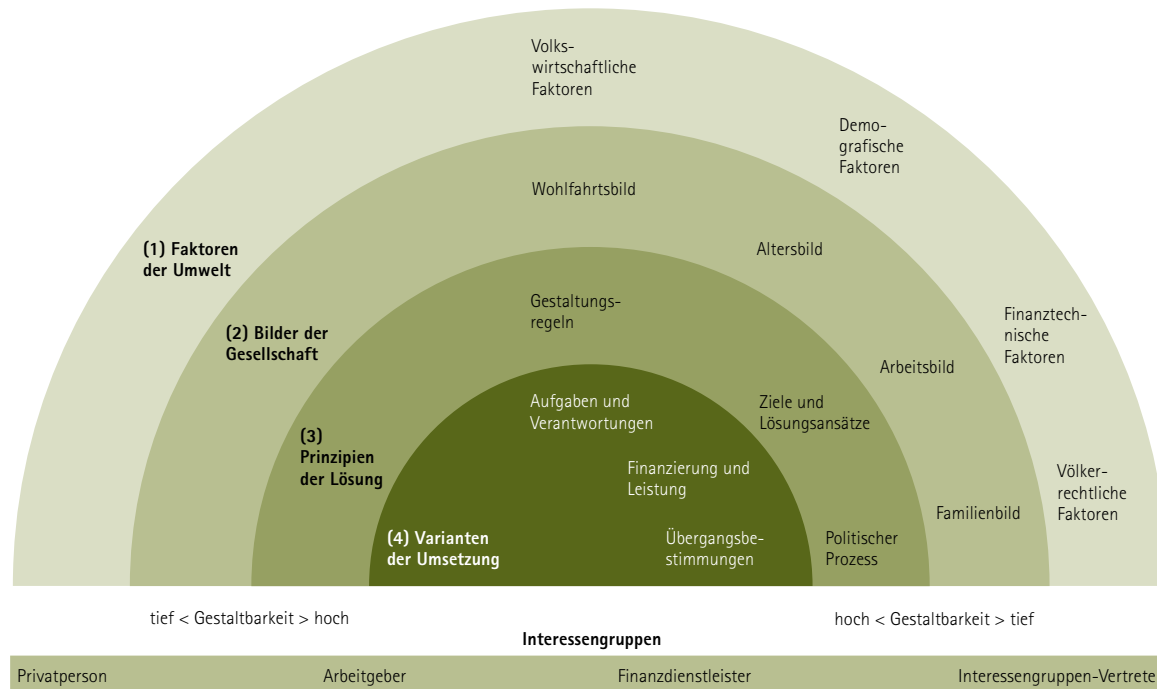 Volks-
wirtschaftliche
Faktoren
Demo-
grafische
Faktoren
Wohlfahrtsbild
(1) Faktoren
der Umwelt
Altersbild
Gestaltungs-
regeln
Finanztech-
nische
Faktoren
(2) Bilder der
Gesellschaft
Arbeitsbild
Aufgaben und
Verantwortungen
Ziele und
Lösungsansätze
(3)
Prinzipien
der Lösung
Finanzierung und
Leistung
Völker-
rechtliche
Faktoren
Familienbild
(4) Varianten
der Umsetzung
Übergangsbe-
stimmungen
Politischer
Prozess
tief < Gestaltbarkeit > hoch
hoch < Gestaltbarkeit > tief
Interessengruppen
Privatperson
Arbeitgeber
Finanzdienstleister
Interessengruppen-Vertrete